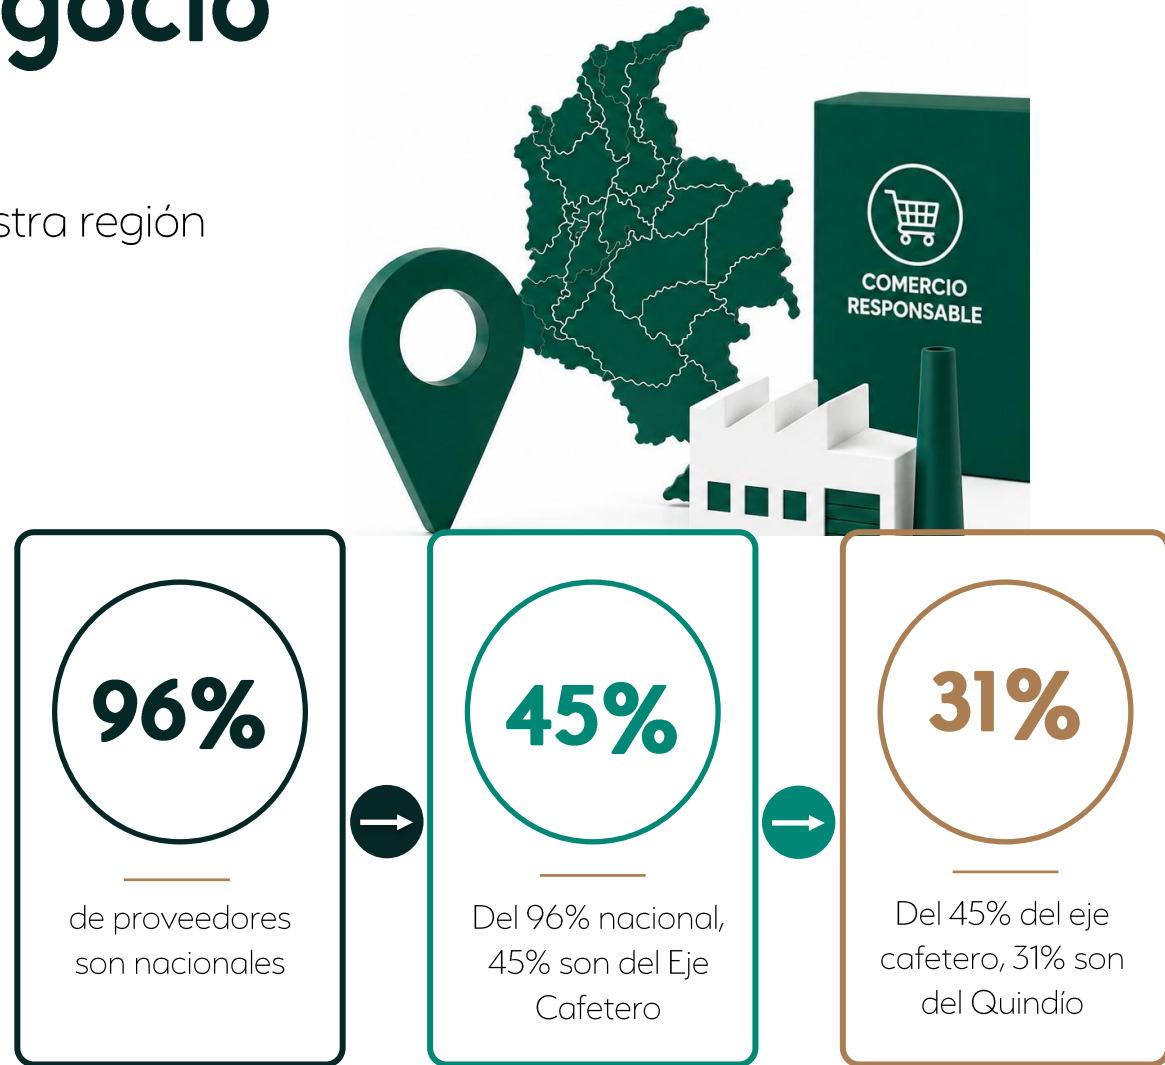 gocio
stra región
COMERCIO
RESPONSABLE
96%
de proveedores
son nacionales
45%
Del 96% nacional,
45% son del Eje
Cafetero
31%
Del 45% del eje
cafetero, 31% son
del Quindío